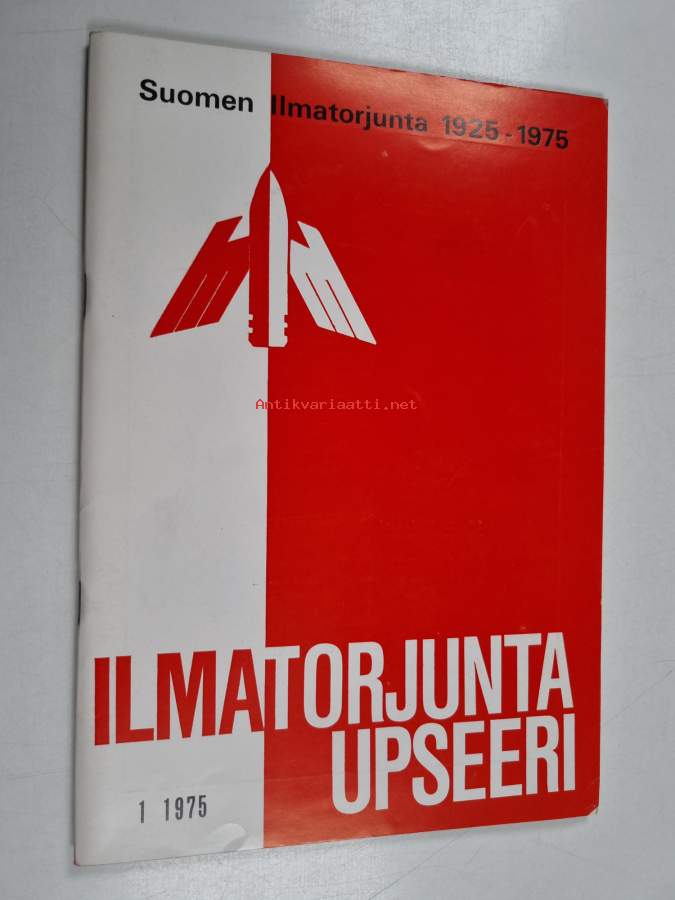 Suomen Ilmatorjunta 1925-1975
Antikvariaatti.net
ILMATORJUNTA
UPSEERI
1 1975